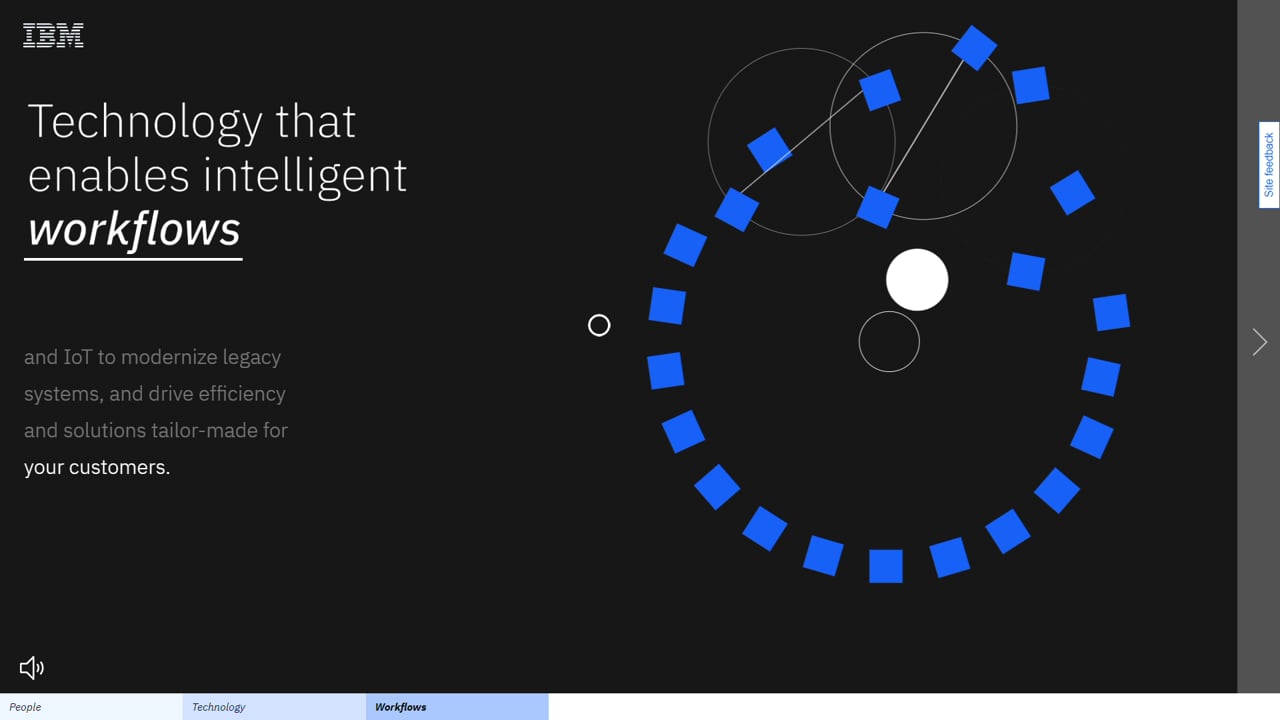 IBM
Technology that
enables intelligent
workflows
and IoT to modernize legacy
systems, and drive efficiency
and solutions tailor-made for
your customers.
Site feedback
People
Technology
Workflows